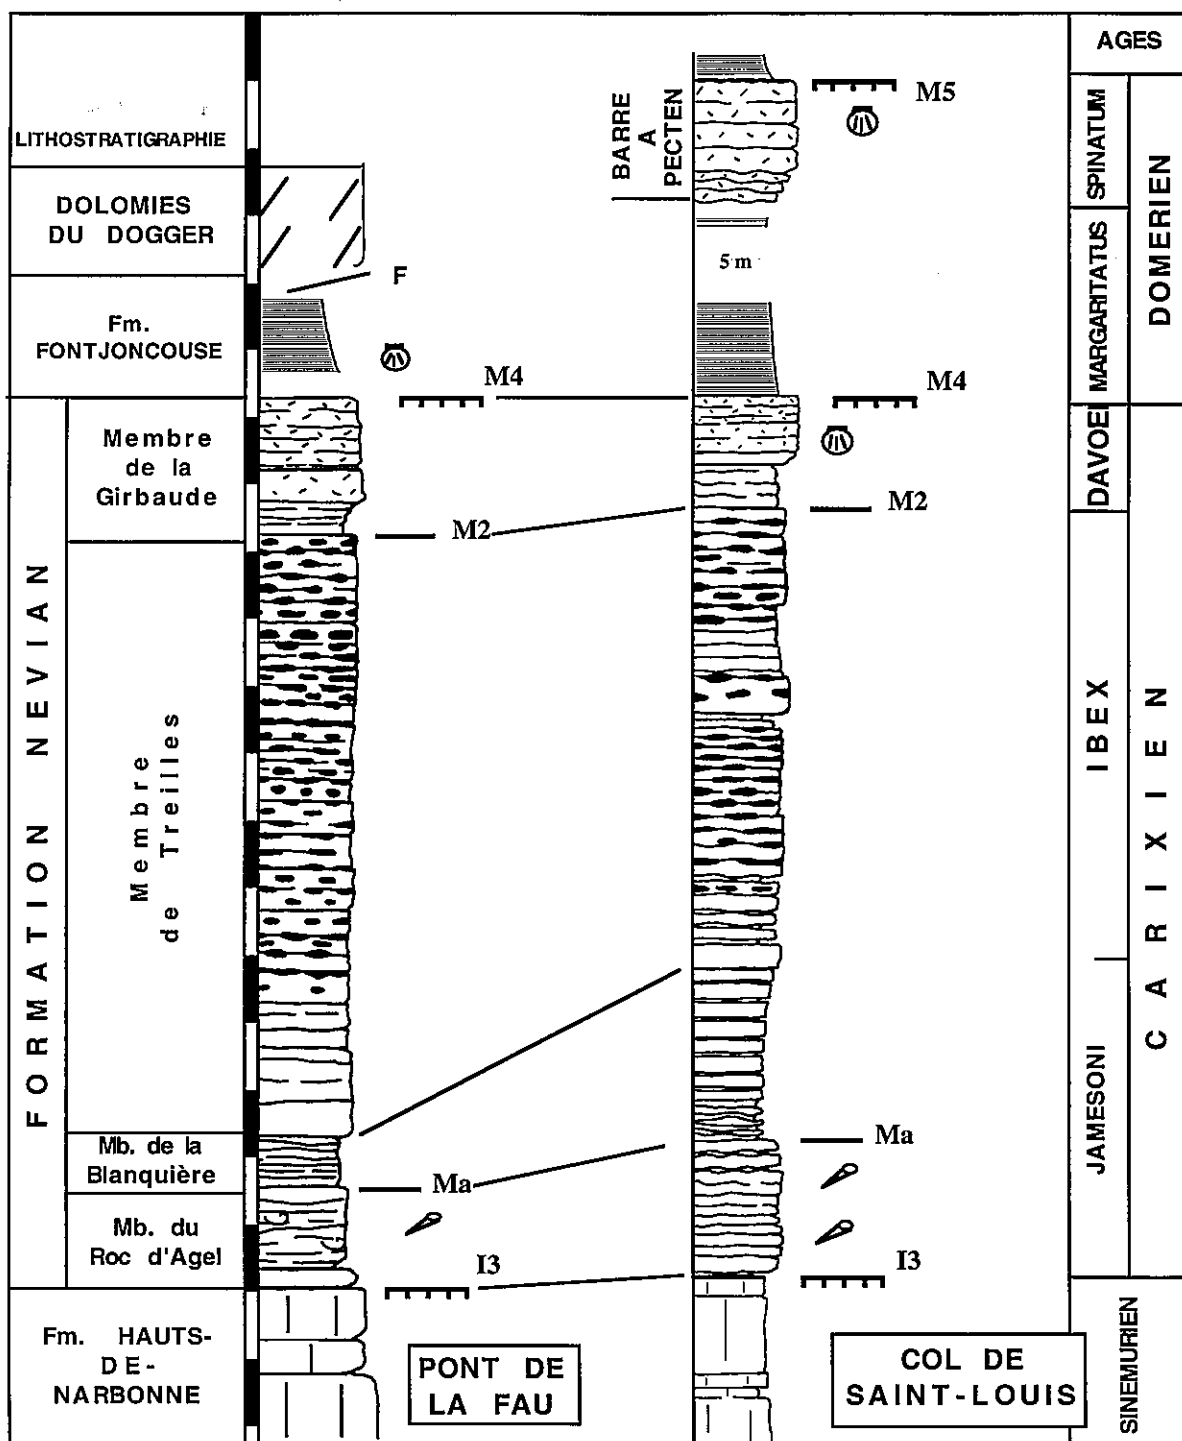 LITHOSTRATIGRAPHIE
DOLOMIES
DU DOGGER
Fm.
FONTJONCOUSE
FORMATION NEVIAN
Membre
de la
Girbaude
Membre
de Treilles
Mb. de la
Blanquière
Mb. du
Roc d'Agel
Fm. HAUTS-
DE-
NARBONNE
F
M4
M2
Ma
I3
PONT DE
LA FAU
BARRE
A
PECTEN
5 m
M5
M4
M2
Ma
I3
COL DE
SAINT-LOUIS
AGES
SPINATUM
MARGARITATUS
DOMERIEN
DAVOEI
IBEX
JAMESONI
CARIXIEN
SINEMURIEN